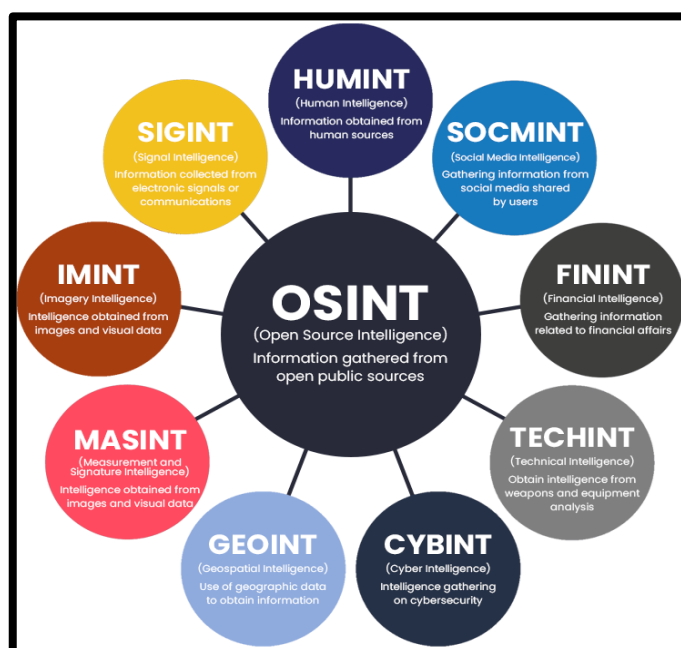 HUMINT
(Human Intelligence)
Information obtained from
human sources
SIGINT
(Signal Intelligence)
Information collected from
electronic signals or
communications
SOCMINT
(Social Media Intelligence)
Gathering information from
social media shared
by users
IMINT
(Imagery Intelligence)
Intelligence obtained from
images and visual data
OSINT
(Open Source Intelligence)
Information gathered from
open public sources
FININT
(Financial Intelligence)
Gathering information
related to financial affairs
MASINT
(Measurement and
Signature Intelligence)
Intelligence obtained from
images and visual data
TECHINT
(Technical Intelligence)
Obtain intelligence from
weapons and equipment
analysis
GEOINT
(Geospatial Intelligence)
Use of geographic data
to obtain information
CYBINT
(Cyber Intelligence)
Intelligence gathering
on cybersecurity